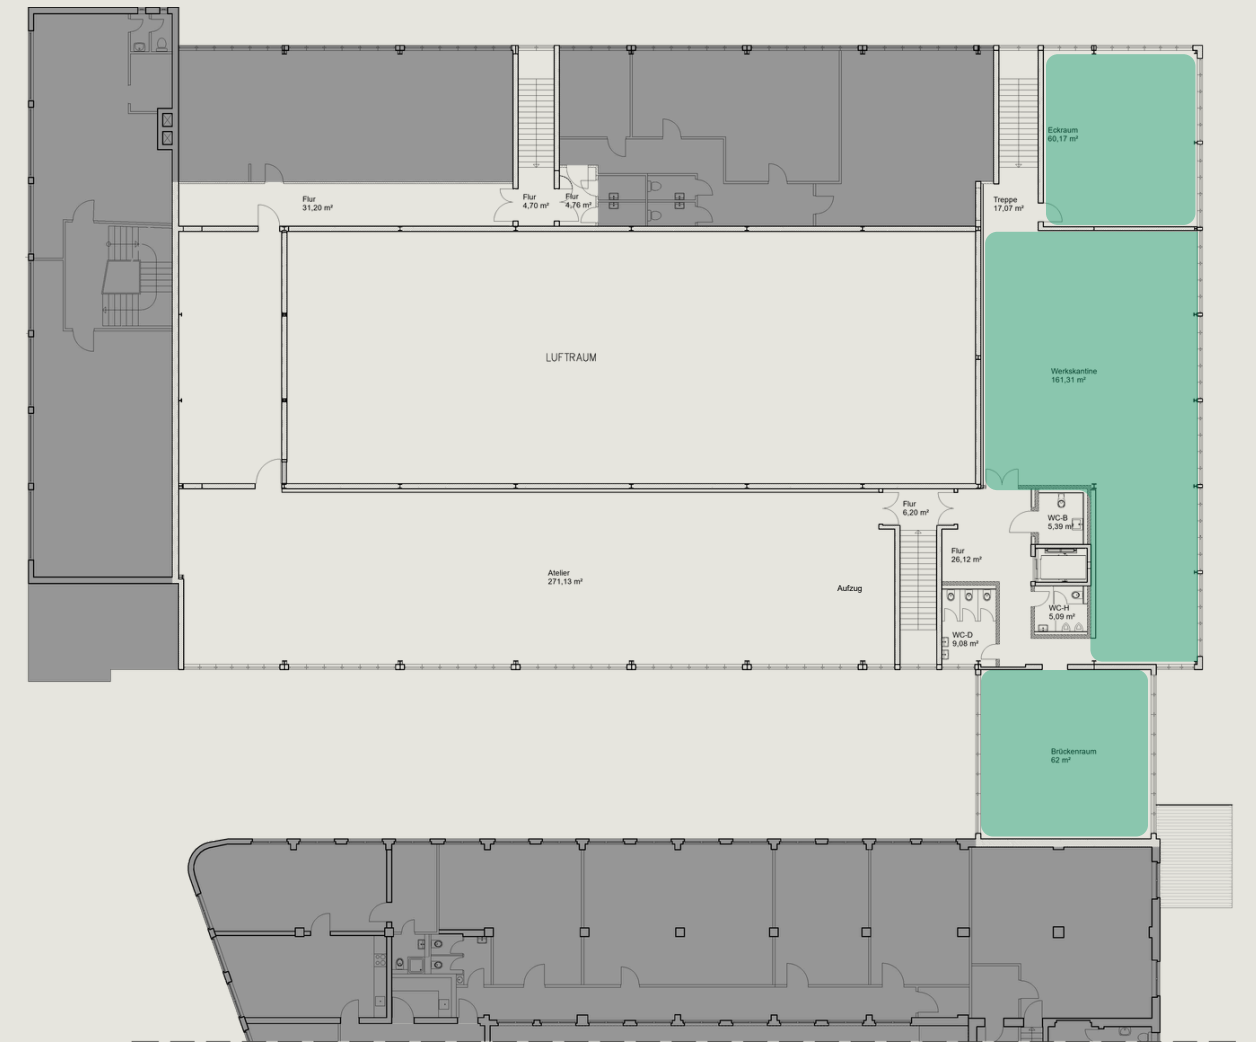 Eckraum
60,17 m²
Flur
31,20 m²
Flur
4,70 m²
Flur
4,76 m²
Treppe
17,07 m²
LUFTRAUM
Werkskantine
161,31 m²
Flur
6,20 m²
WC-B
5,39 m²
Flur
26,12 m²
Atelier
271,13 m²
Aufzug
WC-H
5,09 m²
WC-D
9,08 m²
Brückenraum
62 m²